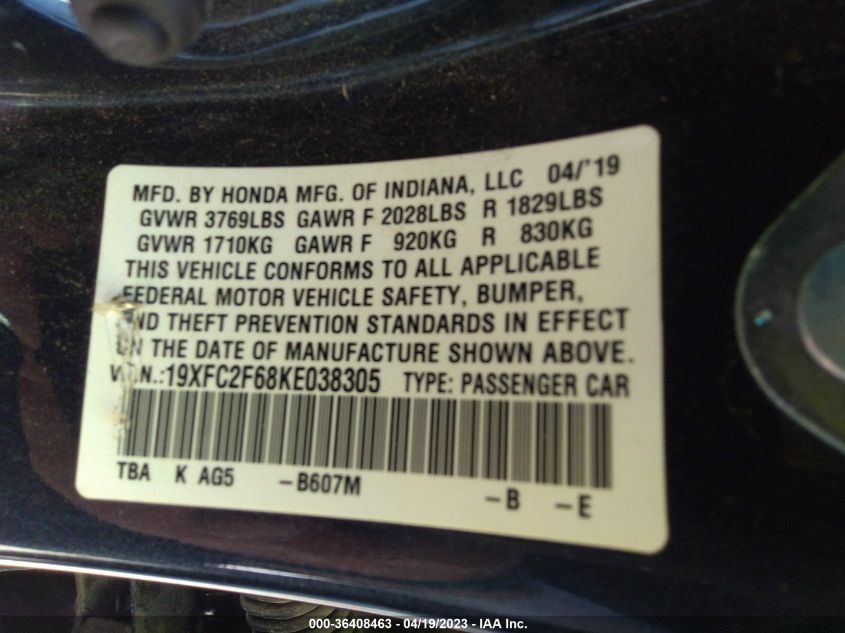 MFD. BY HONDA MFG. OF INDIANA, LLC 04/'19
GVWR 3769LBS GAWR F 2028LBS R 1829LBS
GVWR 1710KG GAWR F 920KG R 830KG
THIS VEHICLE CONFORMS TO ALL APPLICABLE
FEDERAL MOTOR VEHICLE SAFETY, BUMPER,
AND THEFT PREVENTION STANDARDS IN EFFECT
ON THE DATE OF MANUFACTURE SHOWN ABOVE.
V.I.N.:19XFC2F68KE038305 TYPE: PASSENGER CAR
TBA K AG5 -B607M -B -E
000-36408463 - 04/19/2023 - IAA Inc.